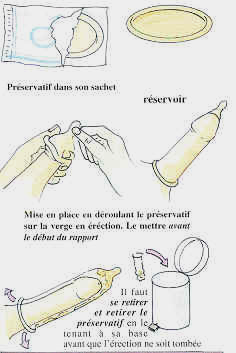 Préservatif dans son sachet
réservoir
Mise en place en déroulant le préservatif
sur la verge en éréction. Le mettre avant
le début du rapport
Il faut
se retirer
et retirer le
préservatif en le
tenant à sa base
avant que l'érection ne soit tombée